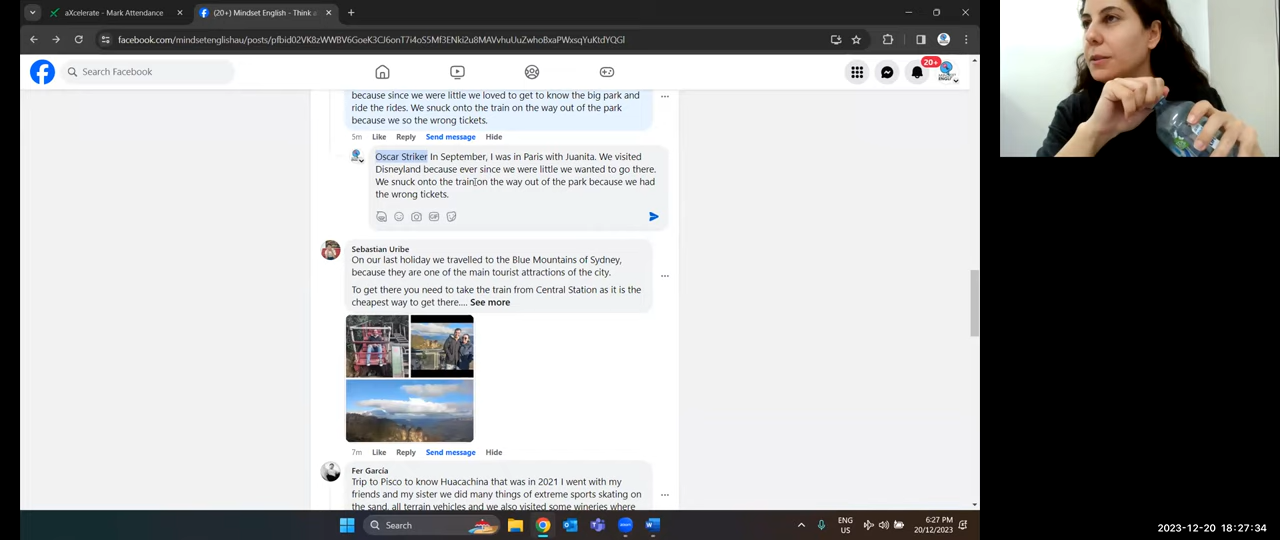 aXcelerate - Mark Attendance
(20+) Mindset English - Think a
facebook.com/mindsetenglishau/posts/pfbid02VK8zWWBV6GoeK3CJ6onT7i4oS5Mf3ENki2u8MAVvhuUuZwhoBxaPWxsqYuKtdYQGl
Search Facebook
20+
because since we were little we loved to get to know the big park and
ride the rides. We snuck onto the train on the way out of the park
because we so the wrong tickets.
5m Like Reply Send message Hide
Oscar Striker In September, I was in Paris with Juanita. We visited
Disneyland because ever since we were little we wanted to go there.
We snuck onto the train on the way out of the park because we had
the wrong tickets.
Sebastian Uribe
On our last holiday we travelled to the Blue Mountains of Sydney,
because they are one of the main tourist attractions of the city.
To get there you need to take the train from Central Station as it is the
cheapest way to get there.... See more
7m Like Reply Send message Hide
Fer García
Trip to Pisco to know Huacachina that was in 2021 I went with my
friends and my sister we did many things of extreme sports skating on
the sand, all terrain vehicles and we also visited some wineries where
Search
ENG
US
6:27 PM
20/12/2023
2023-12-20 18:27:34